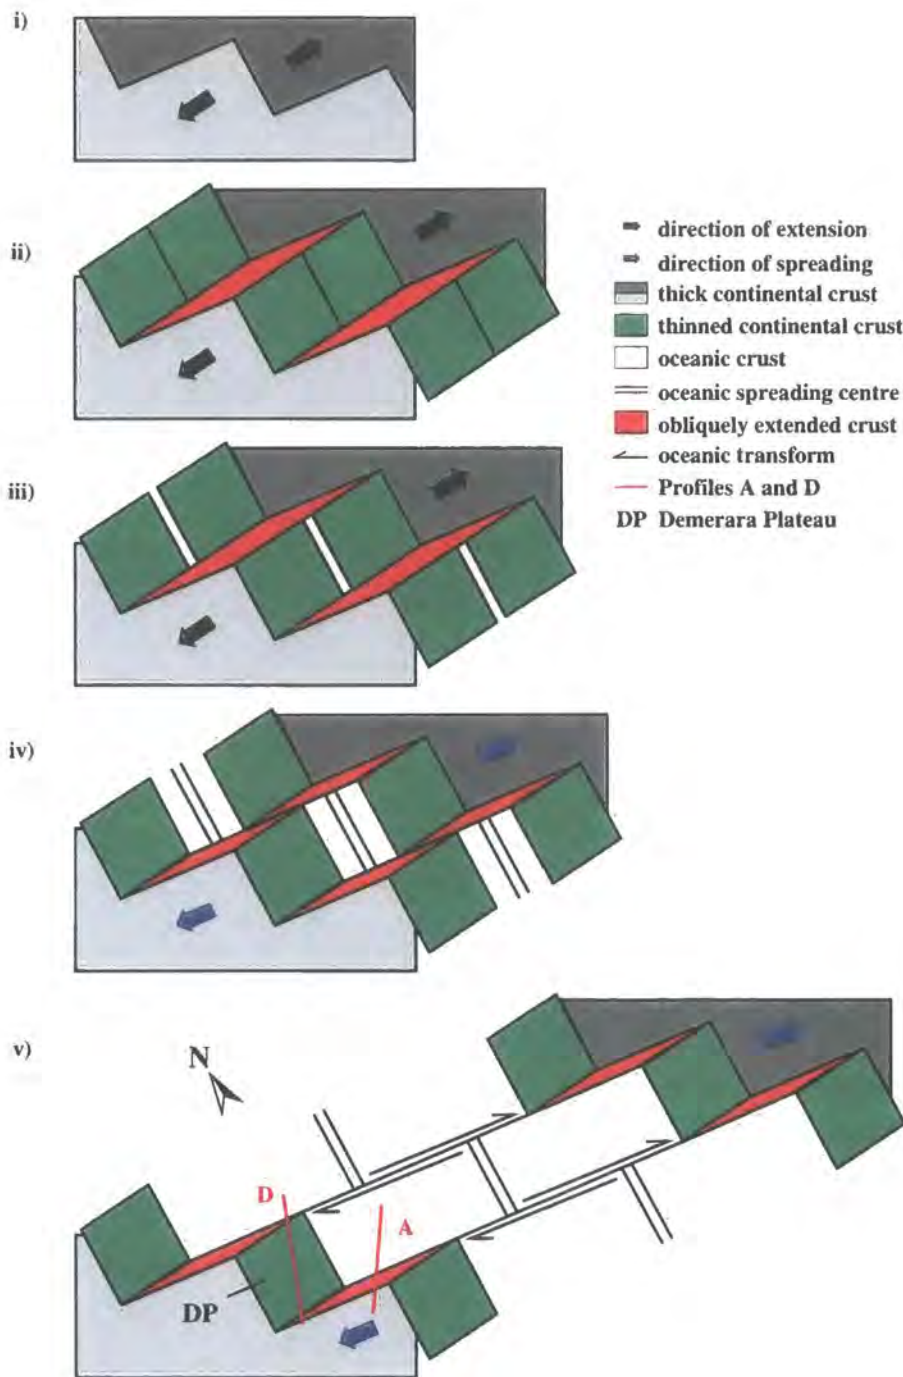 i)
ii)
direction of extension
direction of spreading
thick continental crust
thinned continental crust
oceanic crust
oceanic spreading centre
obliquely extended crust
oceanic transform
Profiles A and D
DP Demerara Plateau
iii)
iv)
v)
N
D
A
DP